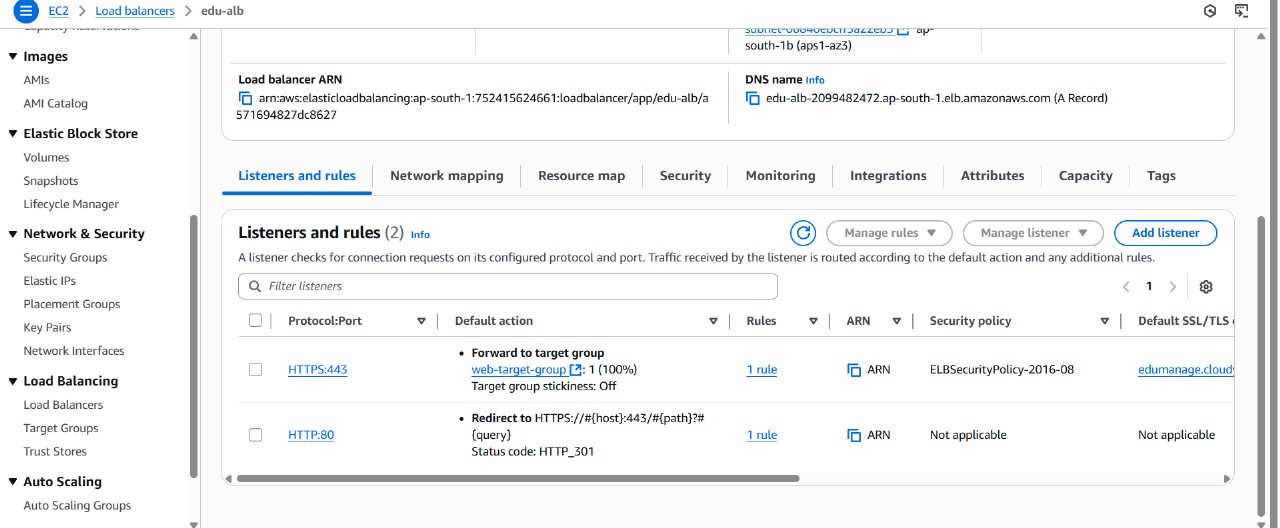 EC2 > Load balancers > edu-alb
Images
AMIs
AMI Catalog
Elastic Block Store
Volumes
Snapshots
Lifecycle Manager
Network & Security
Security Groups
Elastic IPs
Placement Groups
Key Pairs
Network Interfaces
Load Balancing
Load Balancers
Target Groups
Trust Stores
Auto Scaling
Auto Scaling Groups
ap-
south-1b (aps1-az3)
Load balancer ARN
arn:aws:elasticloadbalancing:ap-south-1:752415624661:loadbalancer/app/edu-alb/a
571694827dc8627
DNS name Info
edu-alb-2099482472.ap-south-1.elb.amazonaws.com (A Record)
Listeners and rules Network mapping Resource map Security Monitoring Integrations Attributes Capacity Tags
Listeners and rules (2) Info
Manage rules Manage listener Add listener
A listener checks for connection requests on its configured protocol and port. Traffic received by the listener is routed according to the default action and any additional rules.
Filter listeners
1
Protocol:Port Default action Rules ARN Security policy Default SSL/TLS
HTTPS:443
• Forward to target group
web-target-group: 1 (100%)
Target group stickiness: Off
1 rule
ARN
ELBSecurityPolicy-2016-08
edumanage.cloud
HTTP:80
• Redirect to HTTPS://#{host}:443/#{path}?#
{query}
Status code: HTTP_301
1 rule
ARN
Not applicable
Not applicable